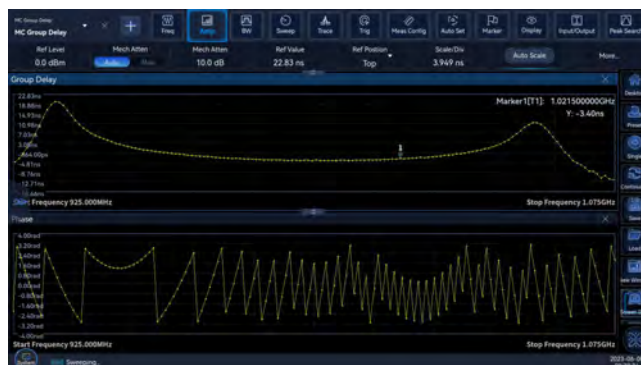 MC Group Delay
MC Group Delay
Freq
Amp.
BW
Sweep
Trace
Trig
Meas Config
Auto Set
Marker
Display
Input/Output
Peak Search
Ref Level
0.0 dBm
Mech Atten
Auto
Man
Mech Atten
10.0 dB
Ref Value
22.83 ns
Ref Position
Top
Scale/Div
3.949 ns
Auto Scale
More...
Group Delay
22.83ns
18.88ns
14.93ns
10.98ns
7.03ns
-4.81ns
-8.76ns
-12.71ns
Marker1[T1]: 1.021500000GHz
Y: -3.40ns
1
Start Frequency 925.000MHz
Stop Frequency 1.075GHz
Phase
4.00rad
3.20rad
2.40rad
1.60rad
0.80rad
0.00rad
-0.80rad
-1.60rad
-2.40rad
-3.20rad
-4.00rad
Start Frequency 925.000MHz
Stop Frequency 1.075GHz
Sweeping...
System